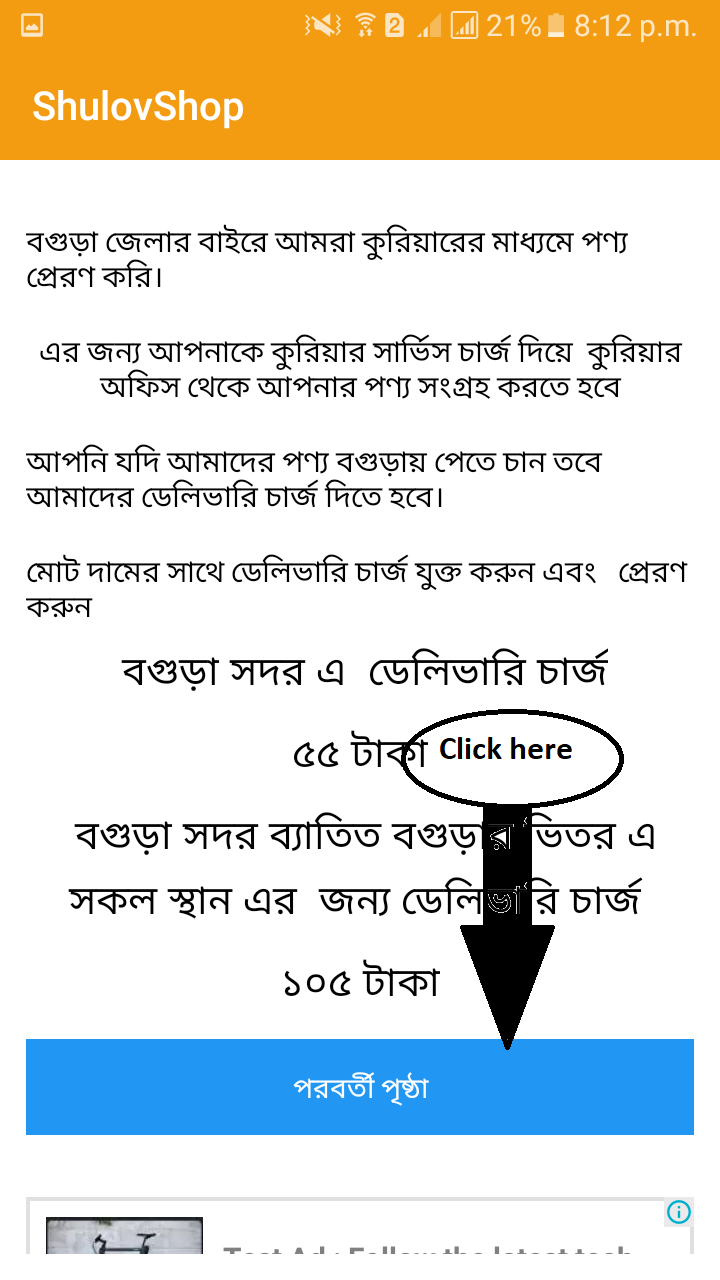 21% 8:12 p.m.
ShulovShop
বগুড়া জেলার বাইরে আমরা কুরিয়ারের মাধ্যমে পণ্য
প্রেরণ করি।
এর জন্য আপনাকে কুরিয়ার সার্ভিস চার্জ দিয়ে কুরিয়ার
অফিস থেকে আপনার পণ্য সংগ্রহ করতে হবে
আপনি যদি আমাদের পণ্য বগুড়ায় পেতে চান তবে
আমাদের ডেলিভারি চার্জ দিতে হবে।
মোট দামের সাথে ডেলিভারি চার্জ যুক্ত করুন এবং প্রেরণ
করুন
বগুড়া সদর এ ডেলিভারি চার্জ
৫৫ টাকা Click here
বগুড়া সদর ব্যাতিত বগুড়ার ভিতর এ
সকল স্থান এর জন্য ডেলিভারি চার্জ
১০৫ টাকা
পরবর্তী পৃষ্ঠা
Test Ad : Follow the latest tech